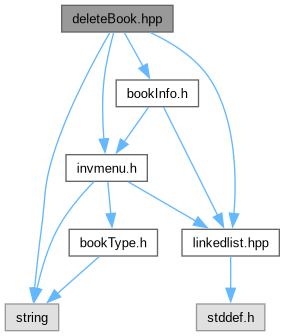 deleteBook.hpp
bookInfo.h
invmenu.h
bookType.h
linkedlist.hpp
string
stddef.h